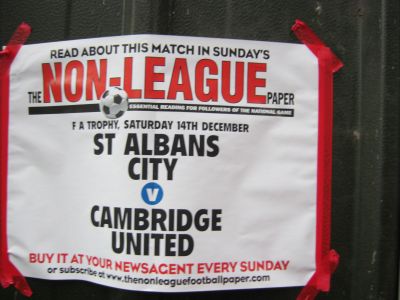 READ ABOUT THIS MATCH IN SUNDAY'S
THE NON-LEAGUE PAPER
ESSENTIAL READING FOR FOLLOWERS OF THE NATIONAL GAME
F A TROPHY, SATURDAY 14TH DECEMBER
ST ALBANS
CITY
V
CAMBRIDGE
UNITED
BUY IT AT YOUR NEWSAGENT EVERY SUNDAY
or subscribe at www.thenonleaguefootballpaper.com